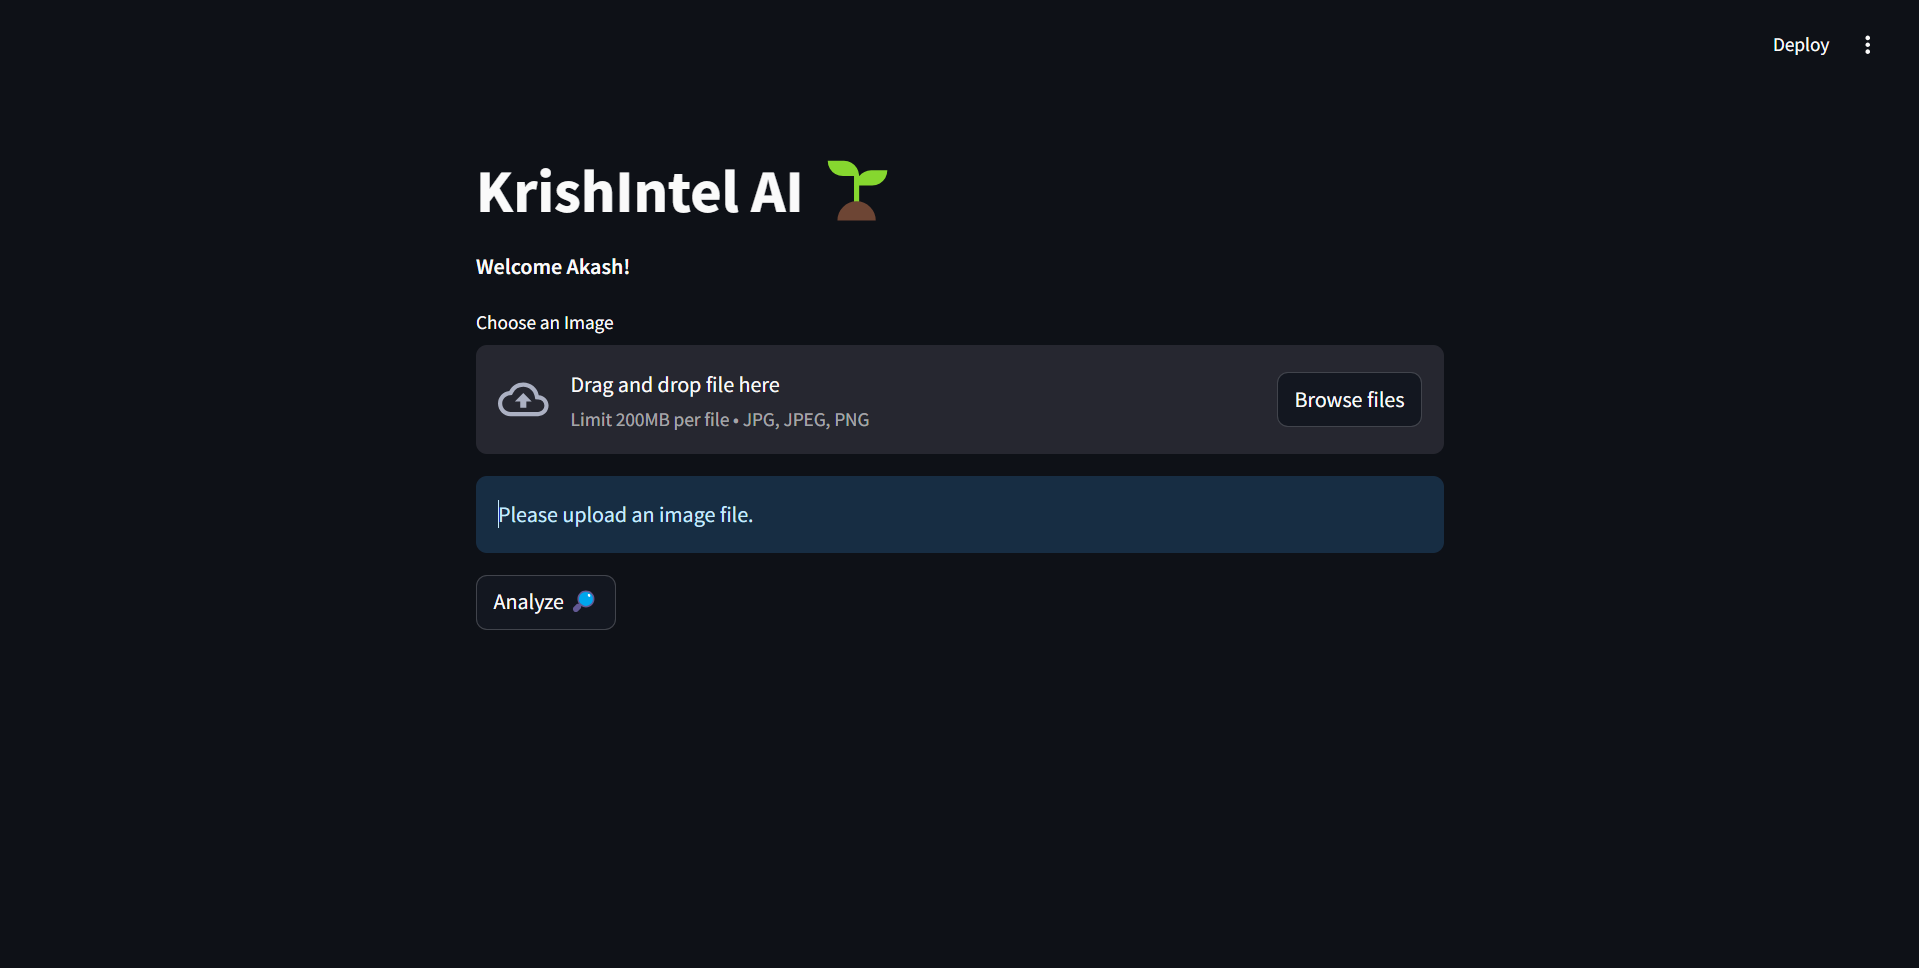 Deploy
KrishIntel AI
Welcome Akash!
Choose an Image
Drag and drop file here
Limit 200MB per file • JPG, JPEG, PNG
Browse files
Please upload an image file.
Analyze